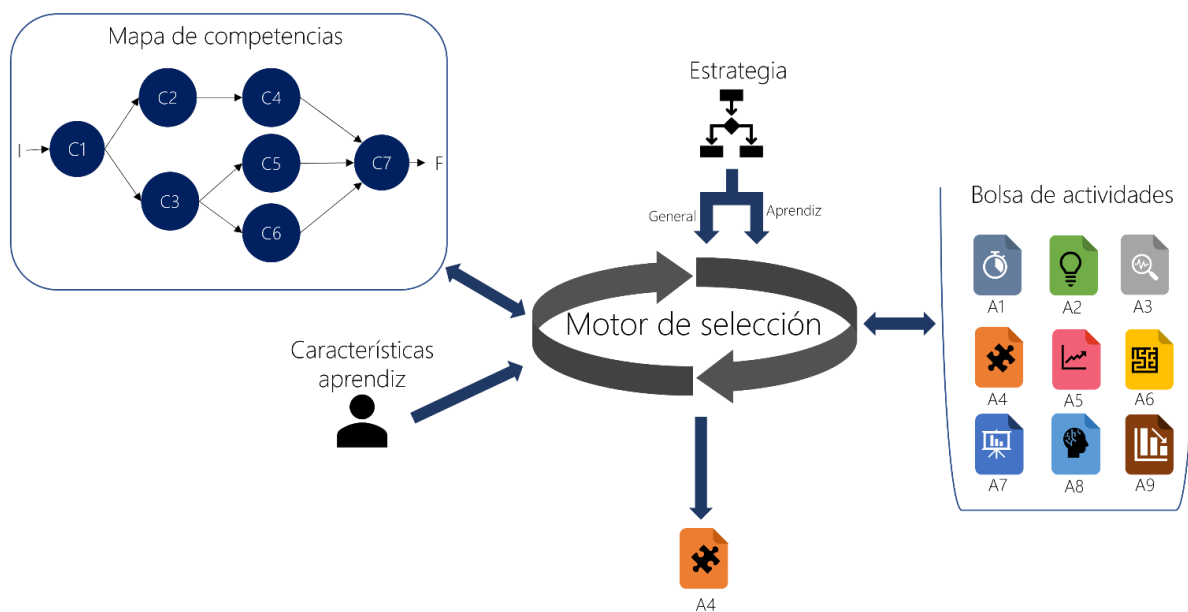 Mapa de competencias
C2
C4
I
C1
C5
C7
F
C3
C6
Estrategia
General
Aprendiz
Bolsa de actividades
A1
A2
A3
A4
A5
A6
A7
A8
A9
Motor de selección
Característícas
aprendiz
A4